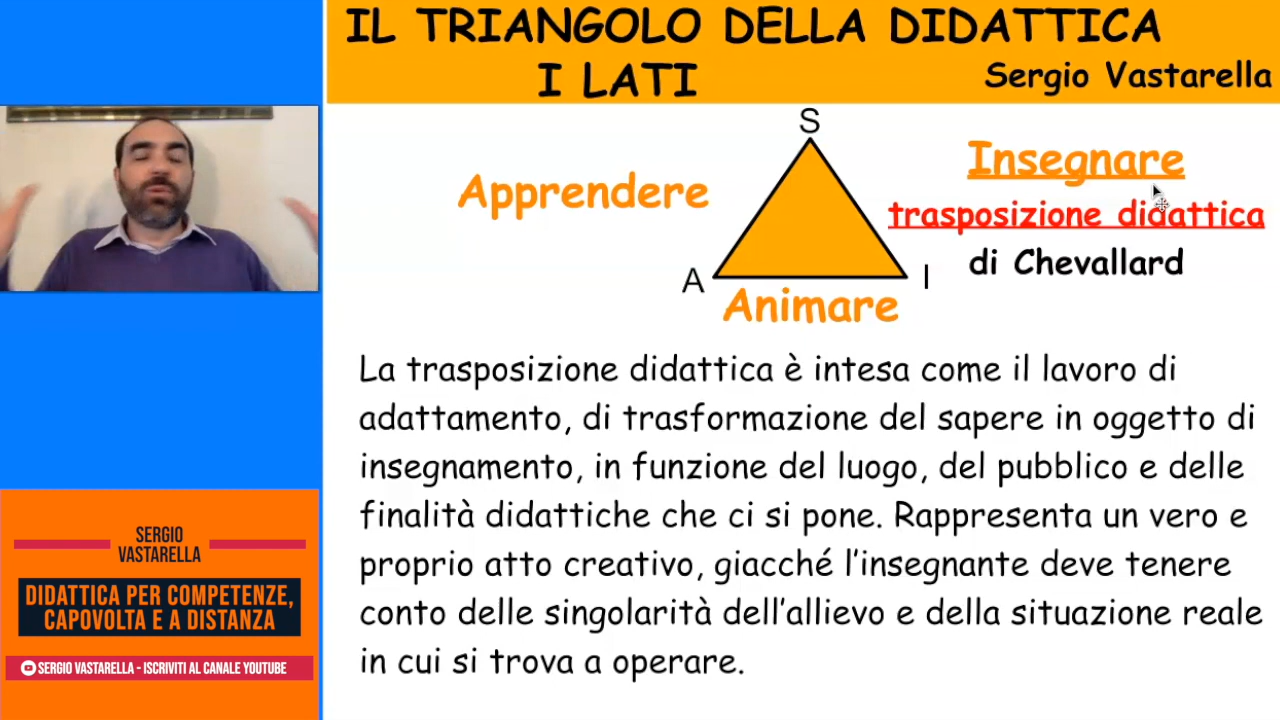 IL TRIANGOLO DELLA DIDATTICA
I LATI
Sergio Vastarella
S
Apprendere
Insegnare
trasposizione didattica
di Chevallard
A
I
Animare
La trasposizione didattica è intesa come il lavoro di
adattamento, di trasformazione del sapere in oggetto di
insegnamento, in funzione del luogo, del pubblico e delle
finalità didattiche che ci si pone. Rappresenta un vero e
proprio atto creativo, giacché l'insegnante deve tenere
conto delle singolarità dell'allievo e della situazione reale
in cui si trova a operare.
SERGIO
VASTARELLA
DIDATTICA PER COMPETENZE,
CAPOVOLTA E A DISTANZA
SERGIO VASTARELLA - ISCRIVITI AL CANALE YOUTUBE